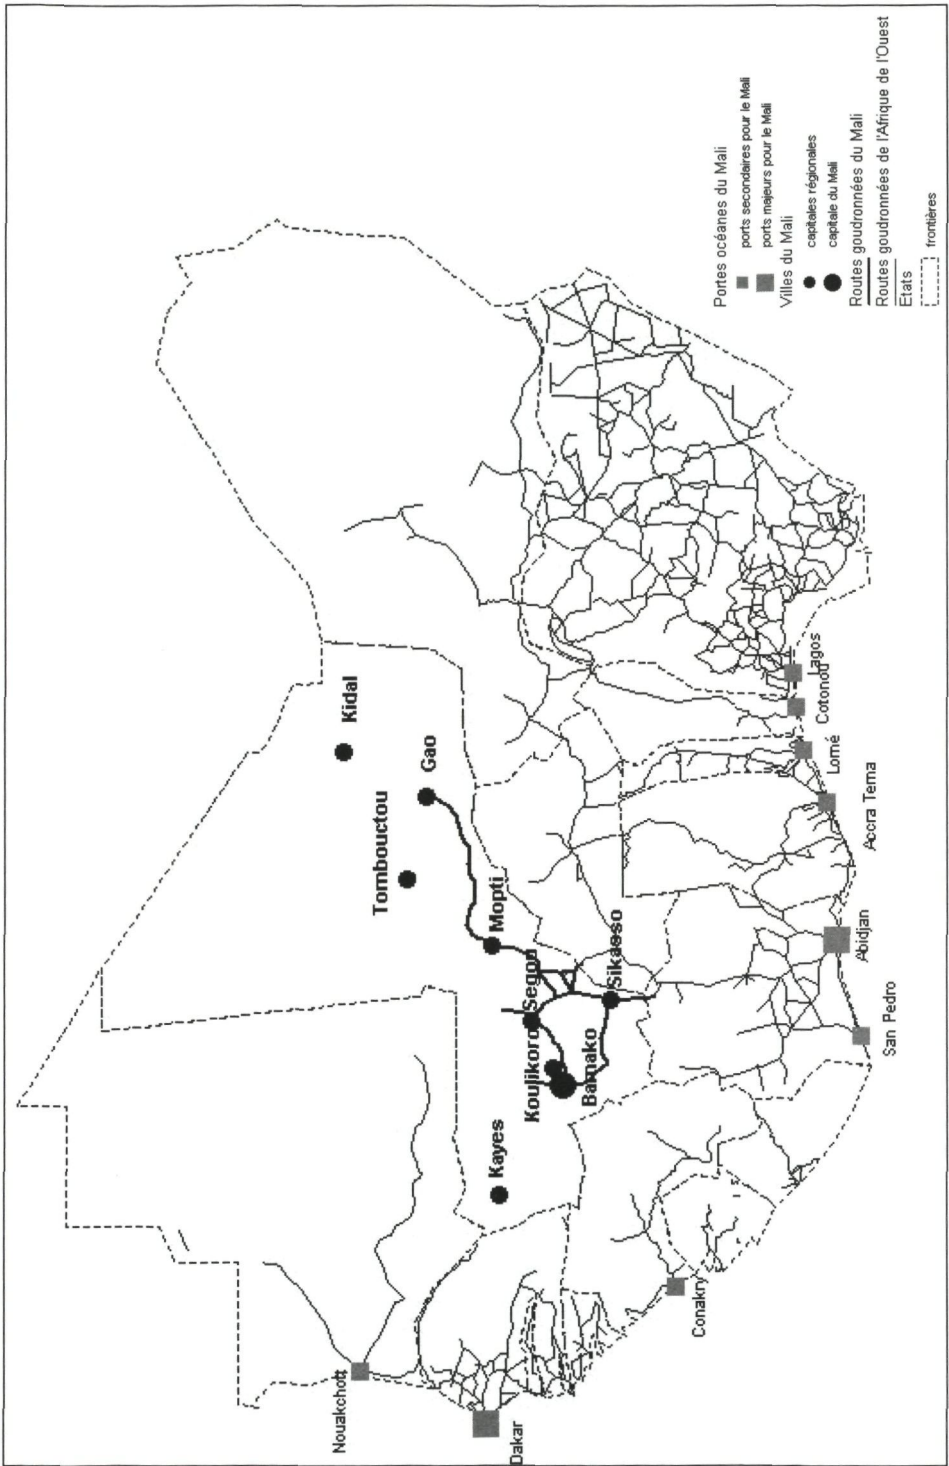 Kidal
Gao
Tombouctou
Mopti
Segou
Sikasso
Koulikoro
Bamako
Kayes
Nouakchott
Dakar
Conakry
San Pedro
Abidjan
Accra Tema
Lomé
Cotonou
Lagos
Portes océanes du Mali
ports secondaires pour le Mali
ports majeurs pour le Mali
Villes du Mali
capitales régionales
capitale du Mali
Routes goudronnées du Mali
Routes goudronnées de l'Afrique de l'Ouest
Etats
frontières